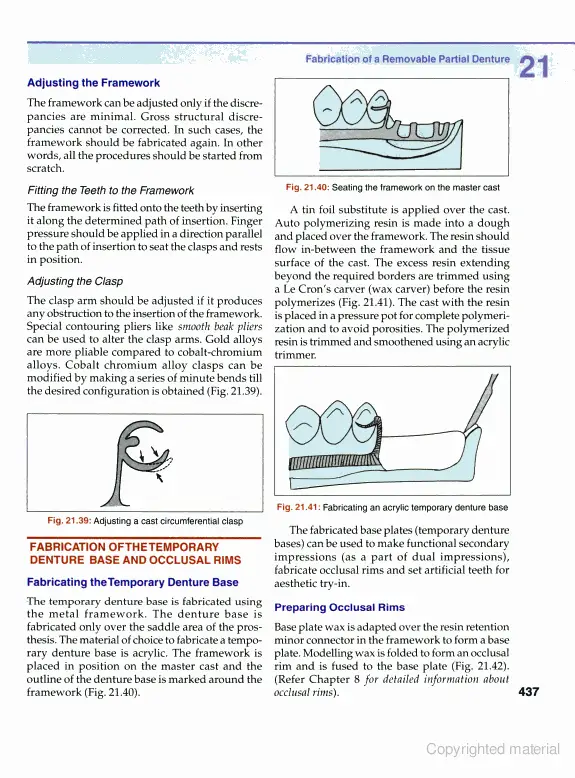 Fabrication of a Removable Partial Denture
21
Adjusting the Framework
The framework can be adjusted only if the discre-
pancies are minimal. Gross structural discre-
pancies cannot be corrected. In such cases, the
framework should be fabricated again. In other
words, all the procedures should be started from
scratch.
Fitting the Teeth to the Framework
The framework is fitted onto the teeth by inserting
it along the determined path of insertion. Finger
pressure should be applied in a direction parallel
to the path of insertion to seat the clasps and rests
in position.
Adjusting the Clasp
The clasp arm should be adjusted if it produces
any obstruction to the insertion of the framework.
Special contouring pliers like smooth beak pliers
can be used to alter the clasp arms. Gold alloys
are more pliable compared to cobalt-chromium
alloys. Cobalt chromium alloy clasps can be
modified by making a series of minute bends till
the desired configuration is obtained (Fig. 21.39).
Fig. 21.39: Adjusting a cast circumferential clasp
FABRICATION OF THE TEMPORARY
DENTURE BASE AND OCCLUSAL RIMS
Fabricating the Temporary Denture Base
The temporary denture base is fabricated using
the metal framework. The denture base is
fabricated only over the saddle area of the pros-
thesis. The material of choice to fabricate a tempo-
rary denture base is acrylic. The framework is
placed in position on the master cast and the
outline of the denture base is marked around the
framework (Fig. 21.40).
Fig. 21.40: Seating the framework on the master cast
A tin foil substitute is applied over the cast.
Auto polymerizing resin is made into a dough
and placed over the framework. The resin should
flow in-between the framework and the tissue
surface of the cast. The excess resin extending
beyond the required borders are trimmed using
a Le Cron's carver (wax carver) before the resin
polymerizes (Fig. 21.41). The cast with the resin
is placed in a pressure pot for complete polymeri-
zation and to avoid porosities. The polymerized
resin is trimmed and smoothened using an acrylic
trimmer.
Fig. 21.41: Fabricating an acrylic temporary denture base
The fabricated base plates (temporary denture
bases) can be used to make functional secondary
impressions (as a part of dual impressions),
fabricate occlusal rims and set artificial teeth for
aesthetic try-in.
Preparing Occlusal Rims
Base plate wax is adapted over the resin retention
minor connector in the framework to form a base
plate. Modelling wax is folded to form an occlusal
rim and is fused to the base plate (Fig. 21.42).
(Refer Chapter 8 for detailed information about
occlusal rims).
437
Copyrighted material